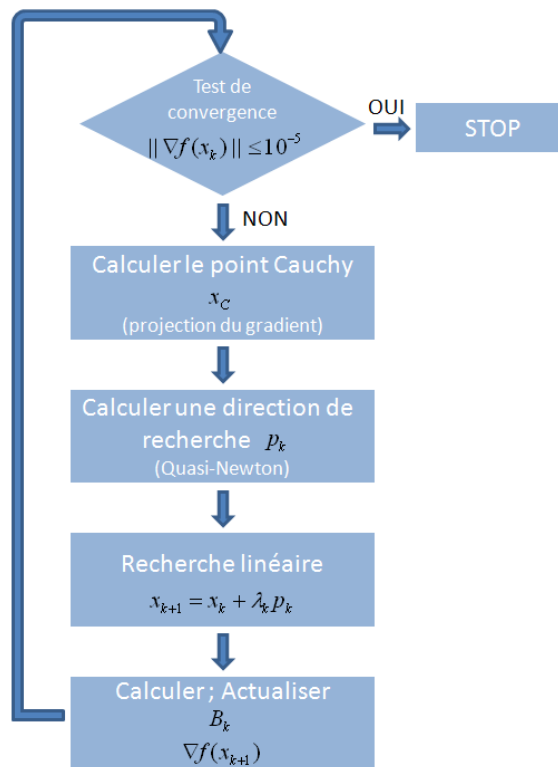 Test de
convergence
|| ∇f(x_k) || ≤ 10⁻⁵
OUI
STOP
NON
Calculer le point Cauchy
x_C
(projection du gradient)
Calculer une direction de
recherche p_k
(Quasi-Newton)
Recherche linéaire
x_{k+1} = x_k + λ_k p_k
Calculer ; Actualiser
B_k
∇f(x_{k+1})